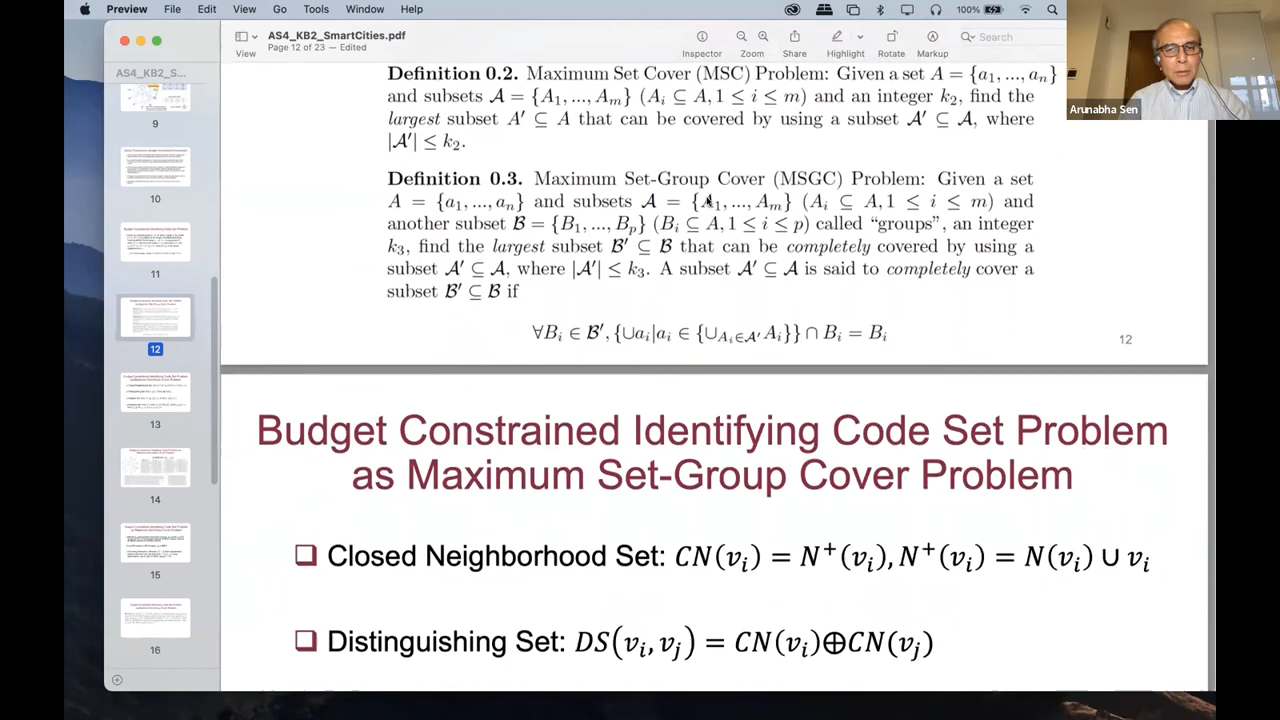 Preview File Edit View Go Tools Window Help 100%
AS4_KB2_SmartCities.pdf
Page 12 of 23 — Edited
View Inspector Zoom Share Highlight Rotate Markup Search
AS4_KB2_S...
9
10
11
12
13
14
15
16
Arunabha Sen
Definition 0.2. Maximum Set Cover (MSC) Problem: Given a set A = {a₁, ..., aₙ}
and subsets 𝒜 = {A₁, ..., Aₘ} (Aᵢ ⊆ A, 1 ≤ i ≤ m) and an integer k₂, find the
largest subset A′ ⊆ A that can be covered by using a subset 𝒜′ ⊆ 𝒜, where
|𝒜′| ≤ k₂.
Definition 0.3. Maximum Set-Group Cover (MSGC) Problem: Given a set
A = {a₁, ..., aₙ} and subsets 𝒜 = {A₁, ..., Aₘ} (Aᵢ ⊆ A, 1 ≤ i ≤ m) and
another subset ℬ = {B₁, ..., Bₚ} (Bᵢ ⊆ A, 1 ≤ i ≤ p) called “groups”, an integer
k₃, find the largest subset ℬ′ ⊆ ℬ that can be completely covered by using a
subset 𝒜′ ⊆ 𝒜, where |𝒜′| ≤ k₃. A subset 𝒜′ ⊆ 𝒜 is said to completely cover a
subset ℬ′ ⊆ ℬ if
∀Bᵢ ∈ ℬ′, {∪aᵢ|aᵢ ∈ {∪_{Aᵢ∈𝒜′} Aᵢ}} ∩ Bᵢ = Bᵢ
12
Budget Constrained Identifying Code Set Problem
as Maximum Set-Group Cover Problem
❑ Closed Neighborhood Set: CN(vᵢ) = N⁺(vᵢ), N⁺(vᵢ) = N(vᵢ) ∪ vᵢ
❑ Distinguishing Set: DS(vᵢ, vⱼ) = CN(vᵢ)⊕CN(vⱼ)